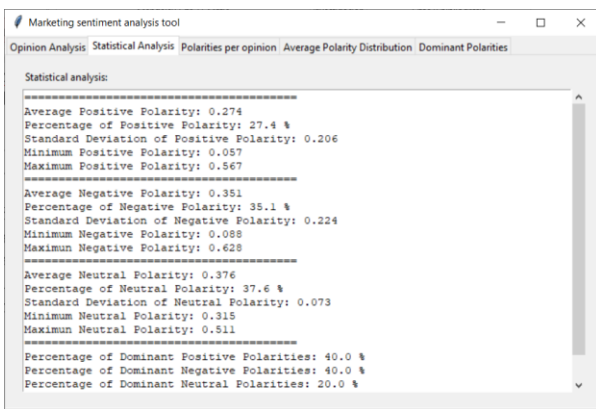 Marketing sentiment analysis tool
Opinion Analysis Statistical Analysis Polarities per opinion Average Polarity Distribution Dominant Polarities
Statistical analysis:
========================================
Average Positive Polarity: 0.274
Percentage of Positive Polarity: 27.4 %
Standard Deviation of Positive Polarity: 0.206
Minimum Positive Polarity: 0.057
Maximum Positive Polarity: 0.567
========================================
Average Negative Polarity: 0.351
Percentage of Negative Polarity: 35.1 %
Standard Deviation of Negative Polarity: 0.224
Minimum Negative Polarity: 0.088
Maximun Negative Polarity: 0.628
========================================
Average Neutral Polarity: 0.376
Percentage of Neutral Polarity: 37.6 %
Standard Deviation of Neutral Polarity: 0.073
Minimum Neutral Polarity: 0.315
Maximun Neutral Polarity: 0.511
========================================
Percentage of Dominant Positive Polarities: 40.0 %
Percentage of Dominant Negative Polarities: 40.0 %
Percentage of Dominant Neutral Polarities: 20.0 %